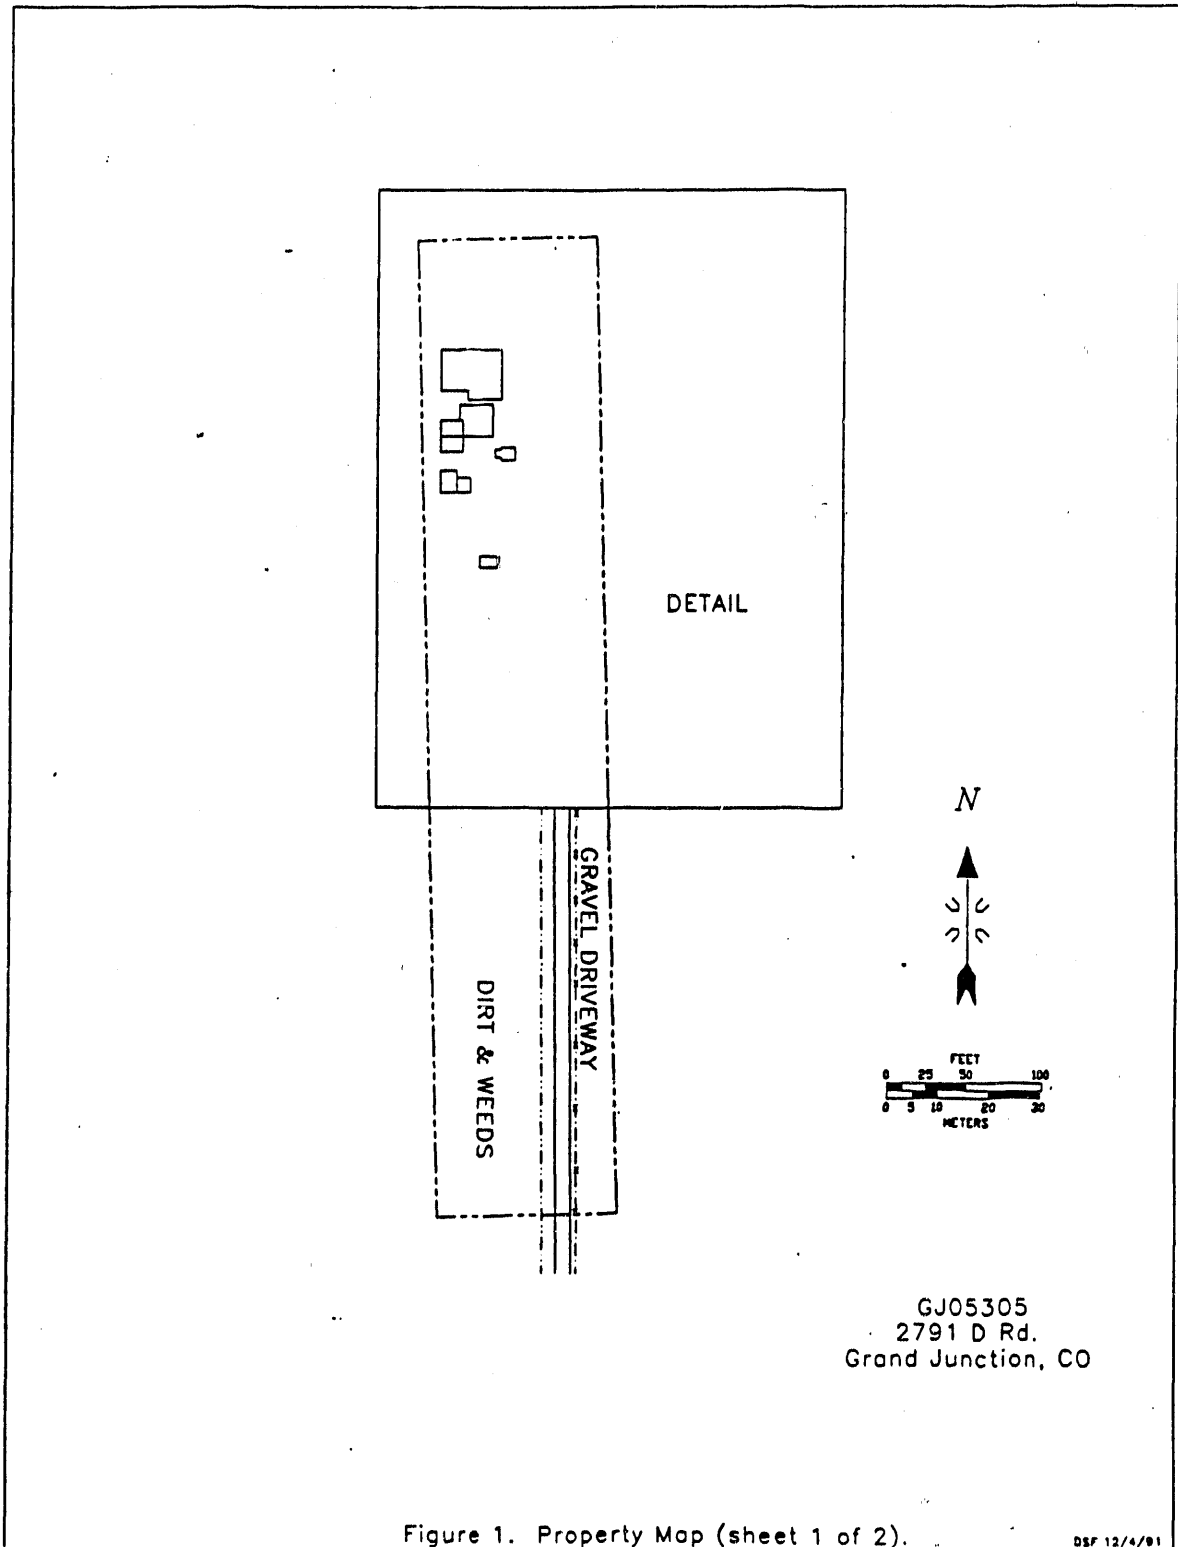 DETAIL
N
GRAVEL DRIVEWAY
DIRT & WEEDS
FEET
0 25 50 100
0 5 10 20 30
METERS
GJ05305
2791 D Rd.
Grand Junction, CO
Figure 1. Property Map (sheet 1 of 2).
DSF 12/4/91